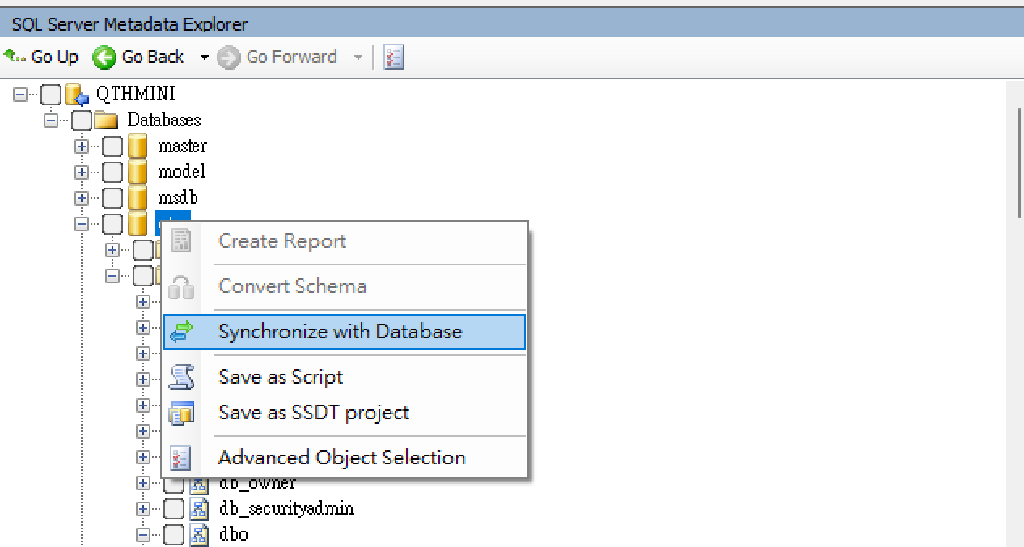 SQL Server Metadata Explorer
Go Up Go Back Go Forward
QTHMINI
Databases
master
model
msdb
Create Report
Convert Schema
Synchronize with Database
Save as Script
Save as SSDT project
Advanced Object Selection
db_owner
db_securityadmin
dbo